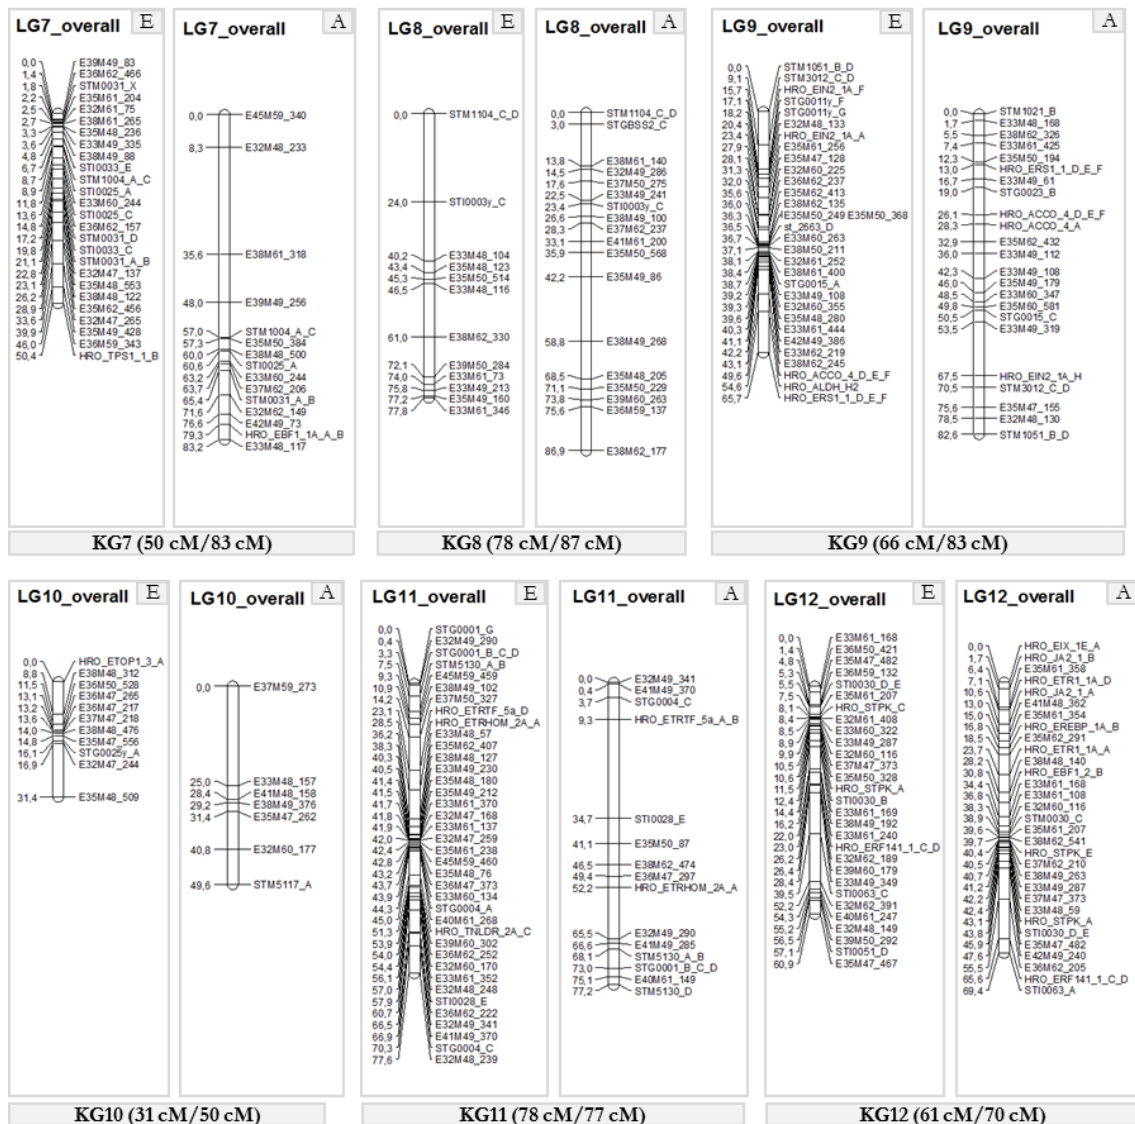 LG7_overall E
0,0 E39M49_83
1,4 E36M62_466
1,8 STM0031_X
2,2 E35M61_204
2,5 E32M61_75
2,7 E38M61_265
3,3 E35M48_236
3,6 E33M49_335
4,8 E38M49_88
6,7 STI0033_E
8,7 STM1004_A_C
8,9 STI0025_A
11,8 E33M60_244
13,6 STI0025_C
14,8 E36M62_157
17,2 STM0031_D
19,8 STI0033_C
21,1 STM0031_A_B
22,8 E32M47_137
23,1 E35M48_553
26,2 E38M48_122
28,9 E35M62_456
33,6 E32M47_265
39,9 E35M49_428
46,0 E36M59_343
50,4 HRO_TPS1_1_B
LG7_overall A
0,0 E45M59_340
8,3 E32M48_233
35,6 E38M61_318
48,0 E39M49_256
57,0 STM1004_A_C
57,3 E35M50_384
60,0 E38M48_500
60,6 STI0025_A
63,2 E33M60_244
63,7 E37M62_206
65,4 STM0031_A_B
71,6 E32M62_149
76,6 E42M49_73
79,3 HRO_EBF1_1A_A_B
83,2 E33M48_117
KG7 (50 cM/83 cM)
LG8_overall E
0,0 STM1104_C_D
24,0 STI0003y_C
40,2 E33M48_104
43,4 E35M48_123
45,3 E35M50_514
46,5 E33M48_116
61,0 E38M62_330
72,1 E39M50_284
74,0 E33M61_73
75,8 E33M49_213
77,2 E35M49_160
77,8 E33M61_346
LG8_overall A
0,0 STM1104_C_D
3,0 STGBSS2_C
13,8 E38M61_140
14,5 E32M49_286
17,6 E37M50_275
22,5 E33M49_241
23,4 STI0003y_C
26,6 E38M49_100
28,3 E37M62_237
33,1 E41M61_200
35,9 E35M50_568
42,2 E35M49_86
58,8 E38M49_268
68,5 E35M48_205
71,1 E35M50_229
73,8 E39M60_263
75,6 E36M59_137
86,9 E38M62_177
KG8 (78 cM/87 cM)
LG9_overall E
0,0 STM1051_B_D
9,1 STM3012_C_D
15,7 HRO_EIN2_1A_F
17,1 STG0011y_F
18,2 STG0011y_G
20,4 E32M48_133
23,4 HRO_EIN2_1A_A
27,9 E35M61_256
28,1 E35M47_128
31,3 E32M60_225
32,0 E36M62_237
35,6 E35M62_413
36,0 E38M62_135
36,3 E35M50_249 E35M50_368
36,5 st_2663_D
36,7 E33M60_263
37,1 E38M50_211
38,1 E32M61_252
38,4 E38M61_400
38,7 STG0015_A
39,2 E33M49_108
39,3 E32M60_355
39,6 E35M48_280
40,3 E33M61_444
41,1 E42M49_386
42,2 E33M62_219
43,1 E38M62_245
49,6 HRO_ACCO_4_D_E_F
54,6 HRO_ALDH_H2
65,7 HRO_ERS1_1_D_E_F
LG9_overall A
0,0 STM1021_B
1,7 E33M48_168
5,5 E38M62_326
7,4 E33M61_425
12,3 E35M50_194
13,0 HRO_ERS1_1_D_E_F
16,7 E33M49_61
19,0 STG0023_B
26,1 HRO_ACCO_4_D_E_F
28,3 HRO_ACCO_4_A
32,9 E35M62_432
36,0 E33M49_112
42,3 E33M49_108
46,0 E35M49_179
48,5 E33M60_347
49,8 E35M60_581
50,5 STG0015_C
53,5 E33M49_319
67,5 HRO_EIN2_1A_H
70,5 STM3012_C_D
75,6 E35M47_155
78,5 E32M48_130
82,6 STM1051_B_D
KG9 (66 cM/83 cM)
LG10_overall E
0,0 HRO_ETOP1_3_A
8,8 E38M48_312
11,5 E36M50_528
13,1 E36M47_265
13,2 E36M47_217
13,6 E37M47_218
14,0 E38M48_476
14,8 E35M47_556
16,1 STG0025y_A
16,9 E32M47_244
31,4 E35M48_509
LG10_overall A
0,0 E37M59_273
25,0 E33M48_157
28,4 E41M48_158
29,2 E38M49_376
31,4 E35M47_262
40,8 E32M60_177
49,6 STM5117_A
KG10 (31 cM/50 cM)
LG11_overall E
0,0 STG0001_G
0,4 E32M49_290
3,3 STG0001_B_C_D
7,5 STM5130_A_B
9,3 E45M59_459
10,9 E38M49_102
14,2 E37M50_327
23,1 HRO_ETRTF_5a_D
28,5 HRO_ETRHOM_2A_A
36,2 E33M48_57
38,3 E35M62_407
40,3 E38M48_127
40,5 E33M49_230
41,4 E35M48_180
41,5 E35M49_212
41,7 E33M61_370
41,8 E32M47_168
41,9 E33M61_137
42,0 E32M47_259
42,4 E35M61_238
42,8 E45M59_460
43,2 E35M48_76
43,7 E36M47_373
43,7 E33M60_134
44,3 STG0004_A
45,0 E40M61_268
51,3 HRO_TNLDR_2A_C
53,9 E39M60_302
54,0 E36M62_252
54,4 E32M60_170
56,1 E33M61_352
57,0 E32M48_248
57,9 STI0028_E
60,7 E36M62_222
66,5 E32M49_341
66,9 E41M49_370
70,3 STG0004_C
77,6 E32M48_239
LG11_overall A
0,0 E32M49_341
0,4 E41M49_370
3,7 STG0004_C
9,3 HRO_ETRTF_5a_A_B
34,7 STI0028_E
41,1 E35M50_87
46,5 E38M62_474
49,4 E36M47_297
52,2 HRO_ETRHOM_2A_A
65,5 E32M49_290
66,6 E41M49_285
68,1 STM5130_A_B
73,0 STG0001_B_C_D
75,1 E40M61_149
77,2 STM5130_D
KG11 (78 cM/77 cM)
LG12_overall E
0,0 E33M61_168
1,4 E36M50_421
4,8 E35M47_482
5,3 E36M59_132
5,5 STI0030_D_E
7,5 E35M61_207
8,1 HRO_STPK_C
8,4 E32M61_408
8,5 E33M60_322
8,9 E33M49_287
9,9 E32M60_116
10,5 E37M47_373
10,6 E35M50_328
11,5 HRO_STPK_A
12,4 STI0030_B
14,4 E33M61_169
16,2 E38M49_192
22,0 E33M61_240
23,0 HRO_ERF141_1_C_D
26,2 E32M62_189
26,4 E39M60_179
28,4 E33M49_349
39,5 STI0063_C
52,2 E32M62_391
54,3 E40M61_247
55,2 E32M48_149
56,5 E39M50_292
57,1 STI0051_D
60,9 E35M47_467
LG12_overall A
0,0 HRO_EIX_1E_A
1,7 HRO_JA2_1_B
6,4 E35M61_358
7,1 HRO_ETR1_1A_D
10,6 HRO_JA2_1_A
13,0 E41M48_362
15,0 E35M61_354
16,8 HRO_EREBP_1A_B
18,5 E35M62_291
23,7 HRO_ETR1_1A_A
28,2 E38M48_140
30,8 HRO_EBF1_2_B
34,4 E33M61_168
36,8 E33M61_108
38,3 E32M60_116
38,9 STM0030_C
39,6 E35M61_207
39,7 E38M62_541
40,4 HRO_STPK_E
40,5 E37M62_210
40,7 E38M49_263
41,2 E33M49_287
42,2 E37M47_373
42,4 E33M48_59
43,1 HRO_STPK_A
43,8 STI0030_D_E
45,9 E35M47_482
47,6 E42M49_240
55,5 E36M62_205
65,6 HRO_ERF141_1_C_D
69,4 STI0063_A
KG12 (61 cM/70 cM)